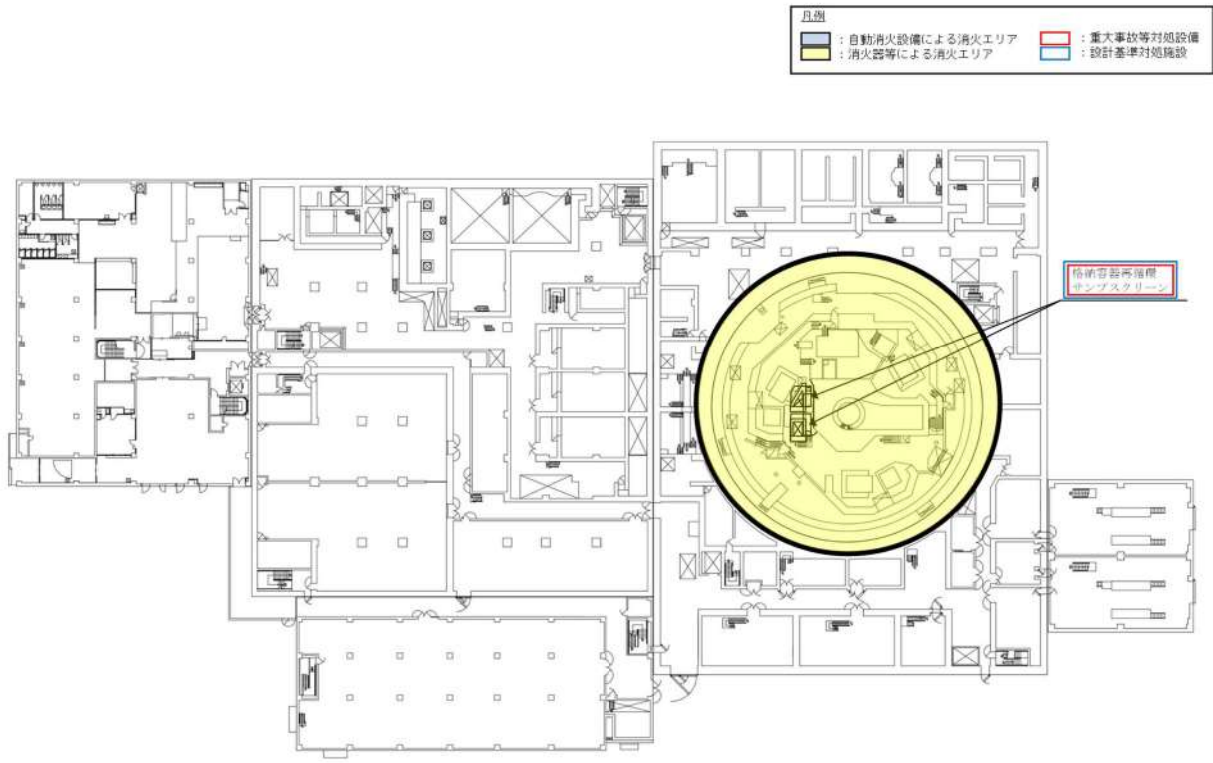 凡例
：自動消火設備による消火エリア
：重大事故等対処設備
：消火器等による消火エリア
：設計基準対処施設
格納容器再循環
サンプスクリーン